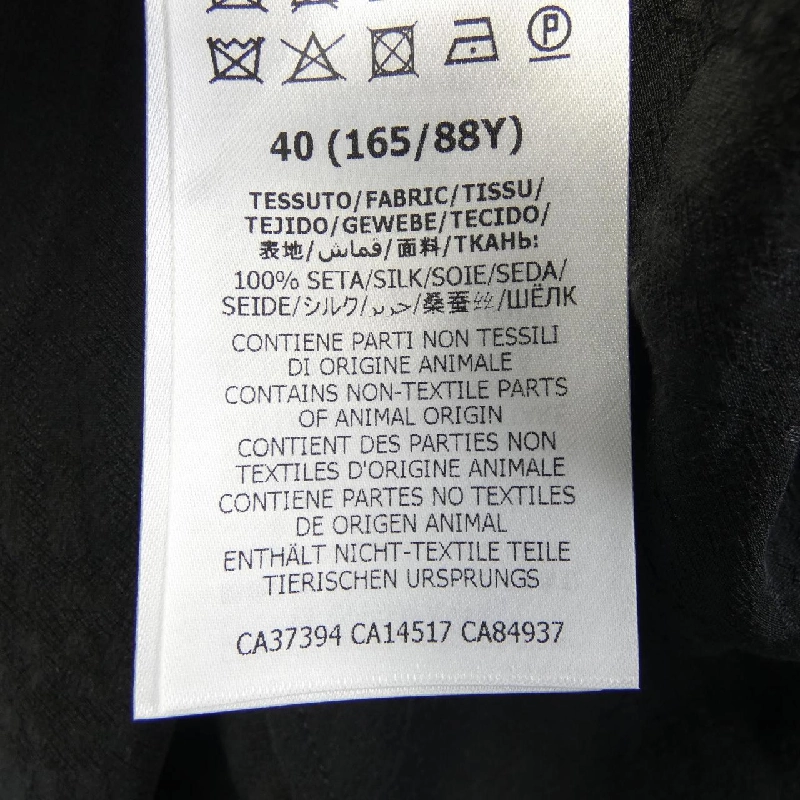 P
40 (165/88Y)
TESSUTO/FABRIC/TISSU/
TEJIDO/GEWEBE/TECIDO/
表地/قماش/面料/ТКАНЬ:
100% SETA/SILK/SOIE/SEDA/
SEIDE/シルク/حرير/桑蚕丝/ШЁЛК
CONTIENE PARTI NON TESSILI
DI ORIGINE ANIMALE
CONTAINS NON-TEXTILE PARTS
OF ANIMAL ORIGIN
CONTIENT DES PARTIES NON
TEXTILES D'ORIGINE ANIMALE
CONTIENE PARTES NO TEXTILES
DE ORIGEN ANIMAL
ENTHÄLT NICHT-TEXTILE TEILE
TIERISCHEN URSPRUNGS
CA37394 CA14517 CA84937